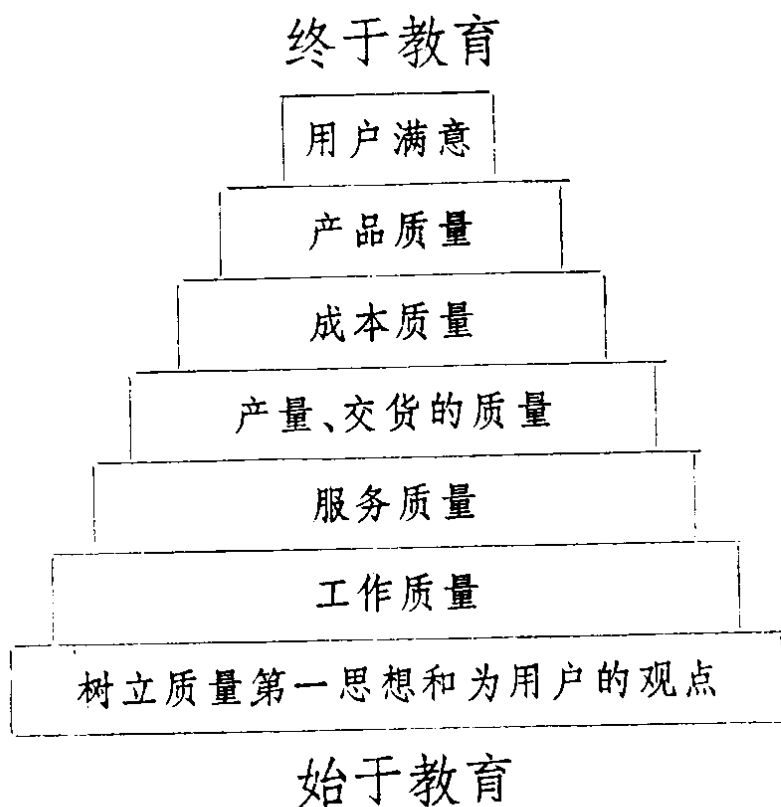 终于教育
用户满意
产品质量
成本质量
产量、交货的质量
服务质量
工作质量
树立质量第一思想和为用户的观点
始于教育